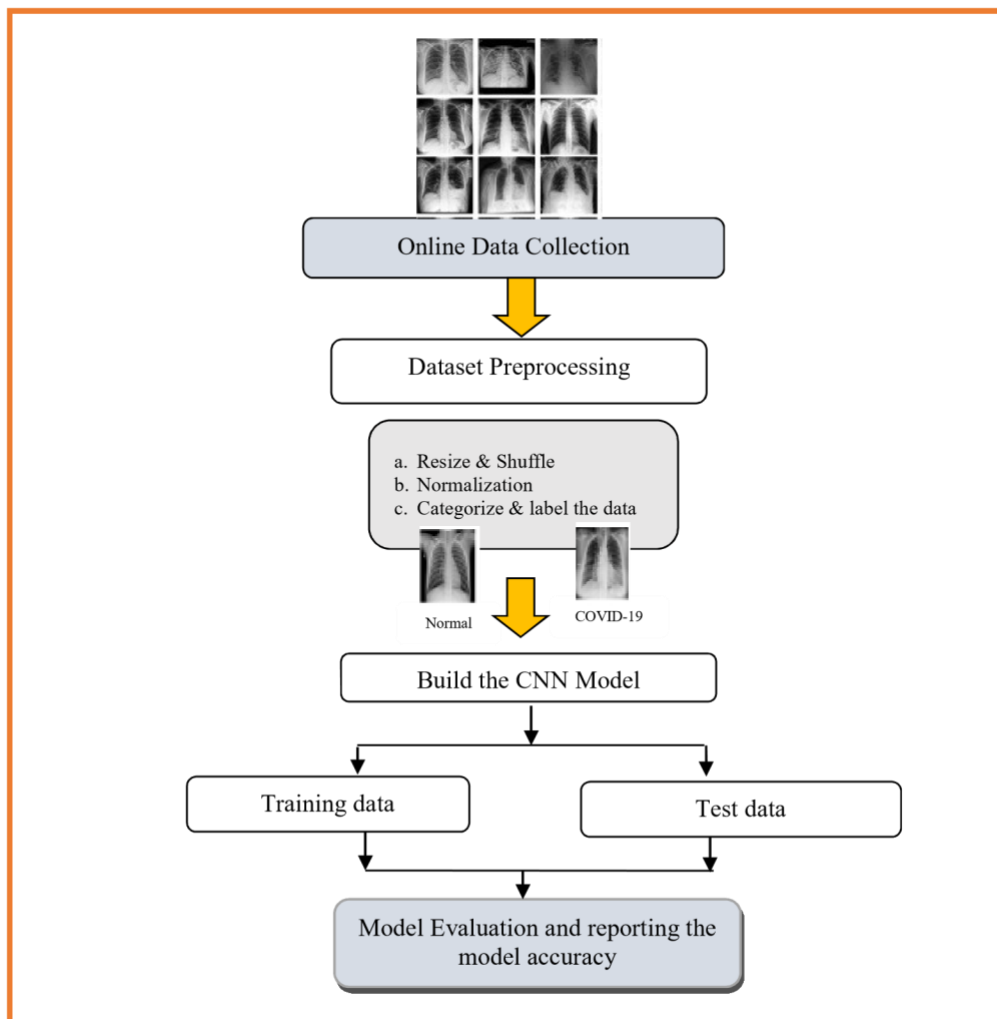 Online Data Collection
Dataset Preprocessing
a. Resize & Shuffle
b. Normalization
c. Categorize & label the data
Normal
COVID-19
Build the CNN Model
Training data
Test data
Model Evaluation and reporting the
model accuracy